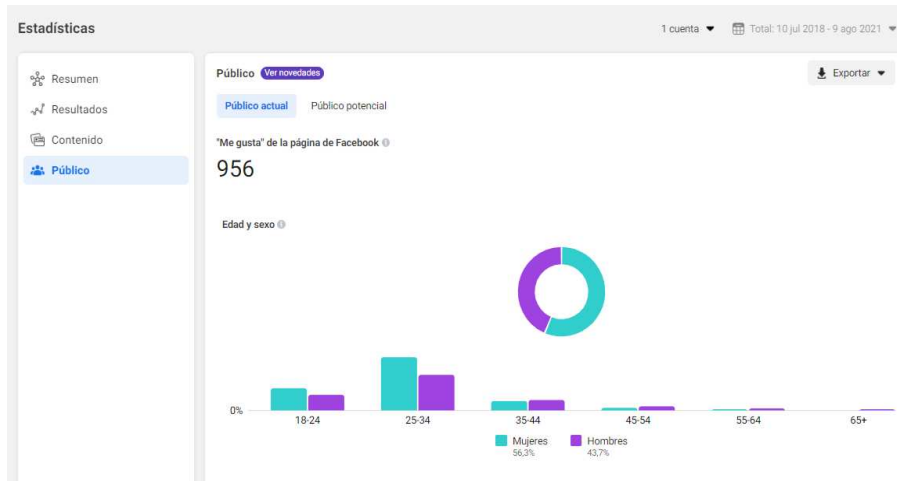 Estadísticas
1 cuenta
Total: 10 jul 2018 - 9 ago 2021
Resumen
Resultados
Contenido
Público
Público Ver novedades
Exportar
Público actual Público potencial
"Me gusta" de la página de Facebook
956
Edad y sexo
0%
18-24 25-34 35-44 45-54 55-64 65+
Mujeres Hombres
56,3% 43,7%